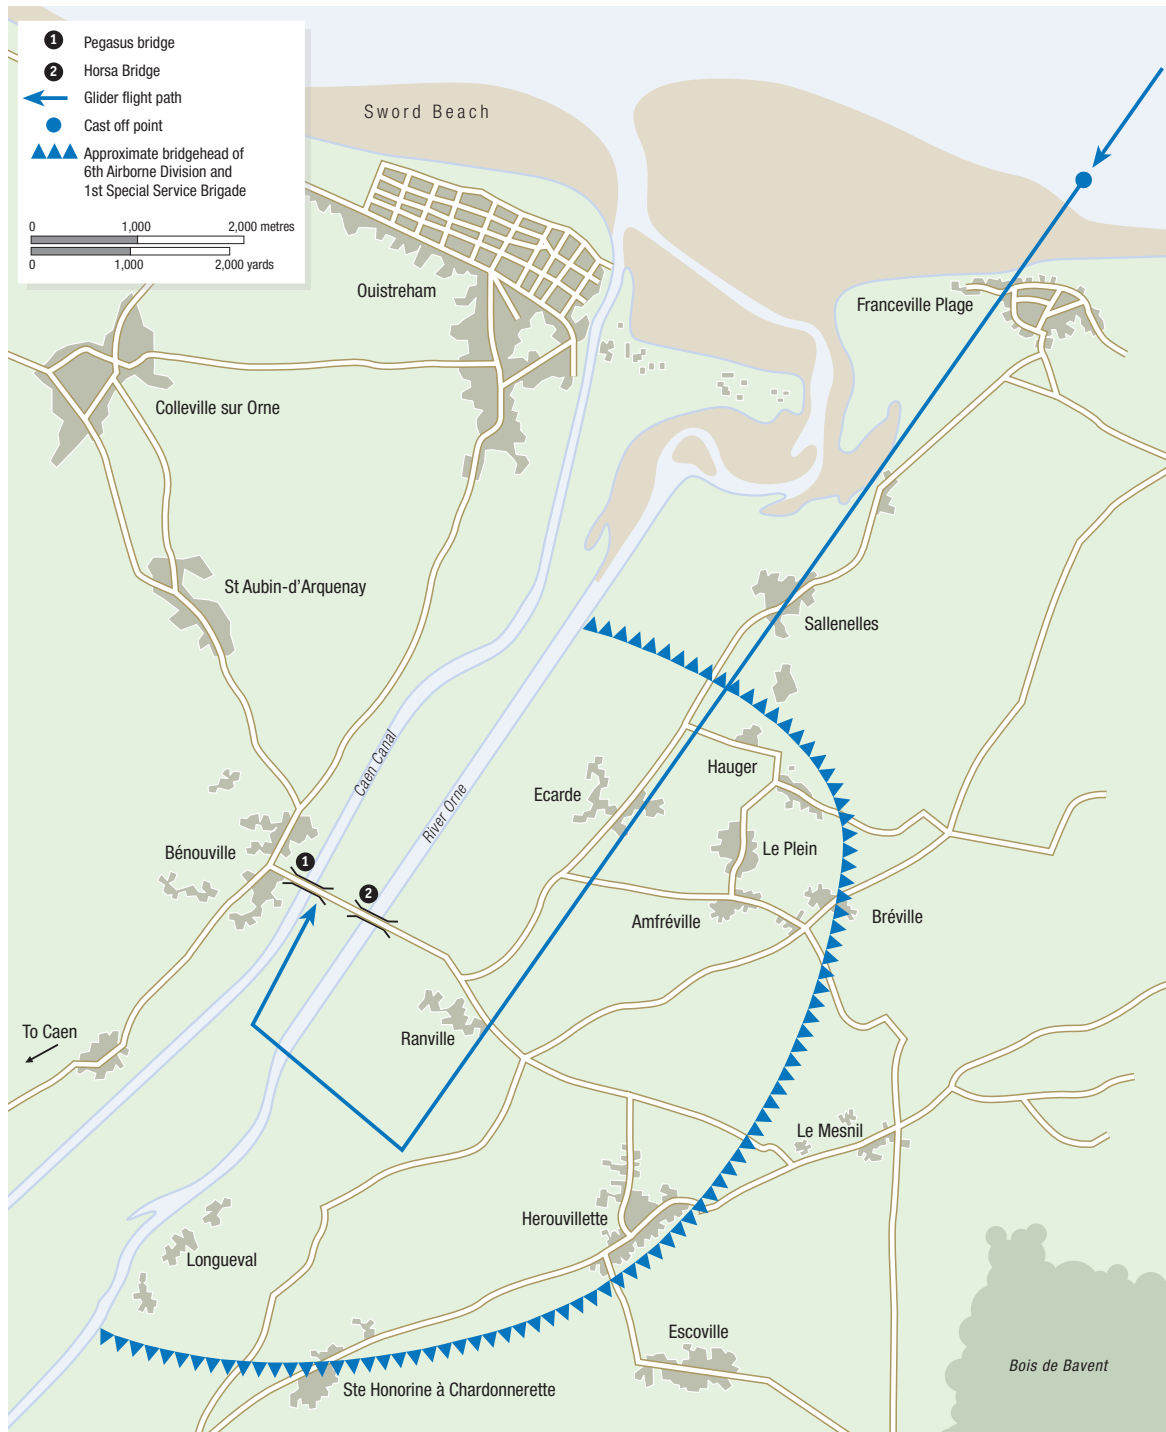 1 Pegasus bridge
2 Horsa Bridge
Glider flight path
Cast off point
Approximate bridgehead of
6th Airborne Division and
1st Special Service Brigade
0 1,000 2,000 metres
0 1,000 2,000 yards
Sword Beach
Ouistreham
Franceville Plage
Colleville sur Orne
St Aubin-d'Arquenay
Sallenelles
Caen Canal
River Orne
Hauger
Ecarde
Bénouville
Le Plein
1
2
Amfréville
Bréville
To Caen
Ranville
Le Mesnil
Herouvillette
Longueval
Escoville
Bois de Bavent
Ste Honorine à Chardonnerette